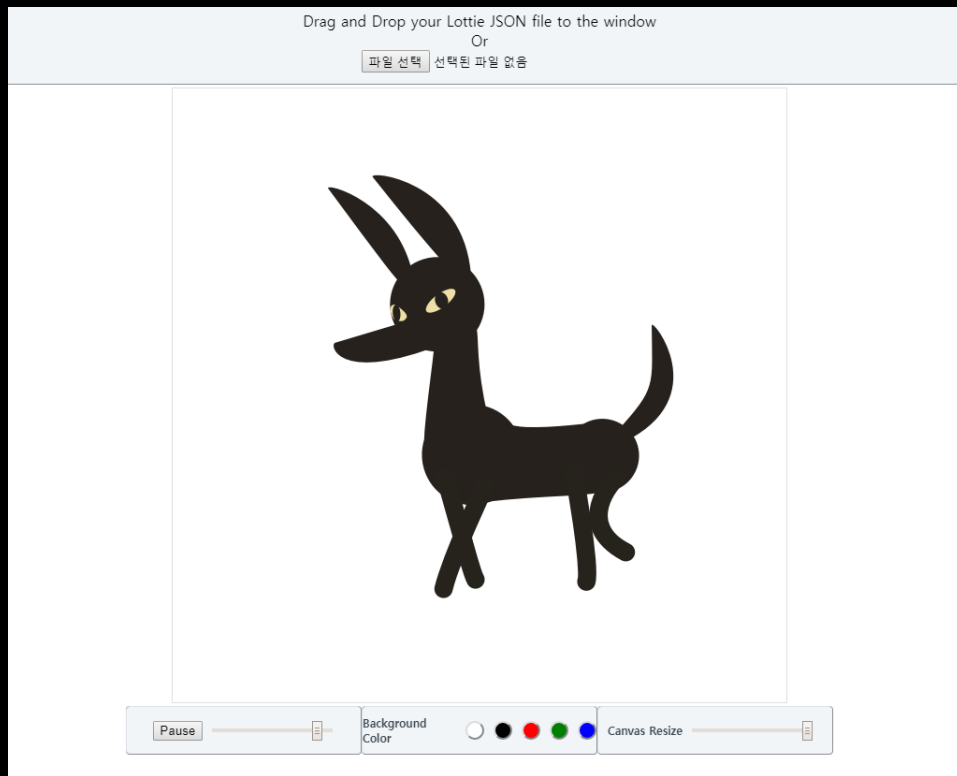 Drag and Drop your Lottie JSON file to the window
Or
파일 선택 선택된 파일 없음
Pause
Background
Color
Canvas Resize